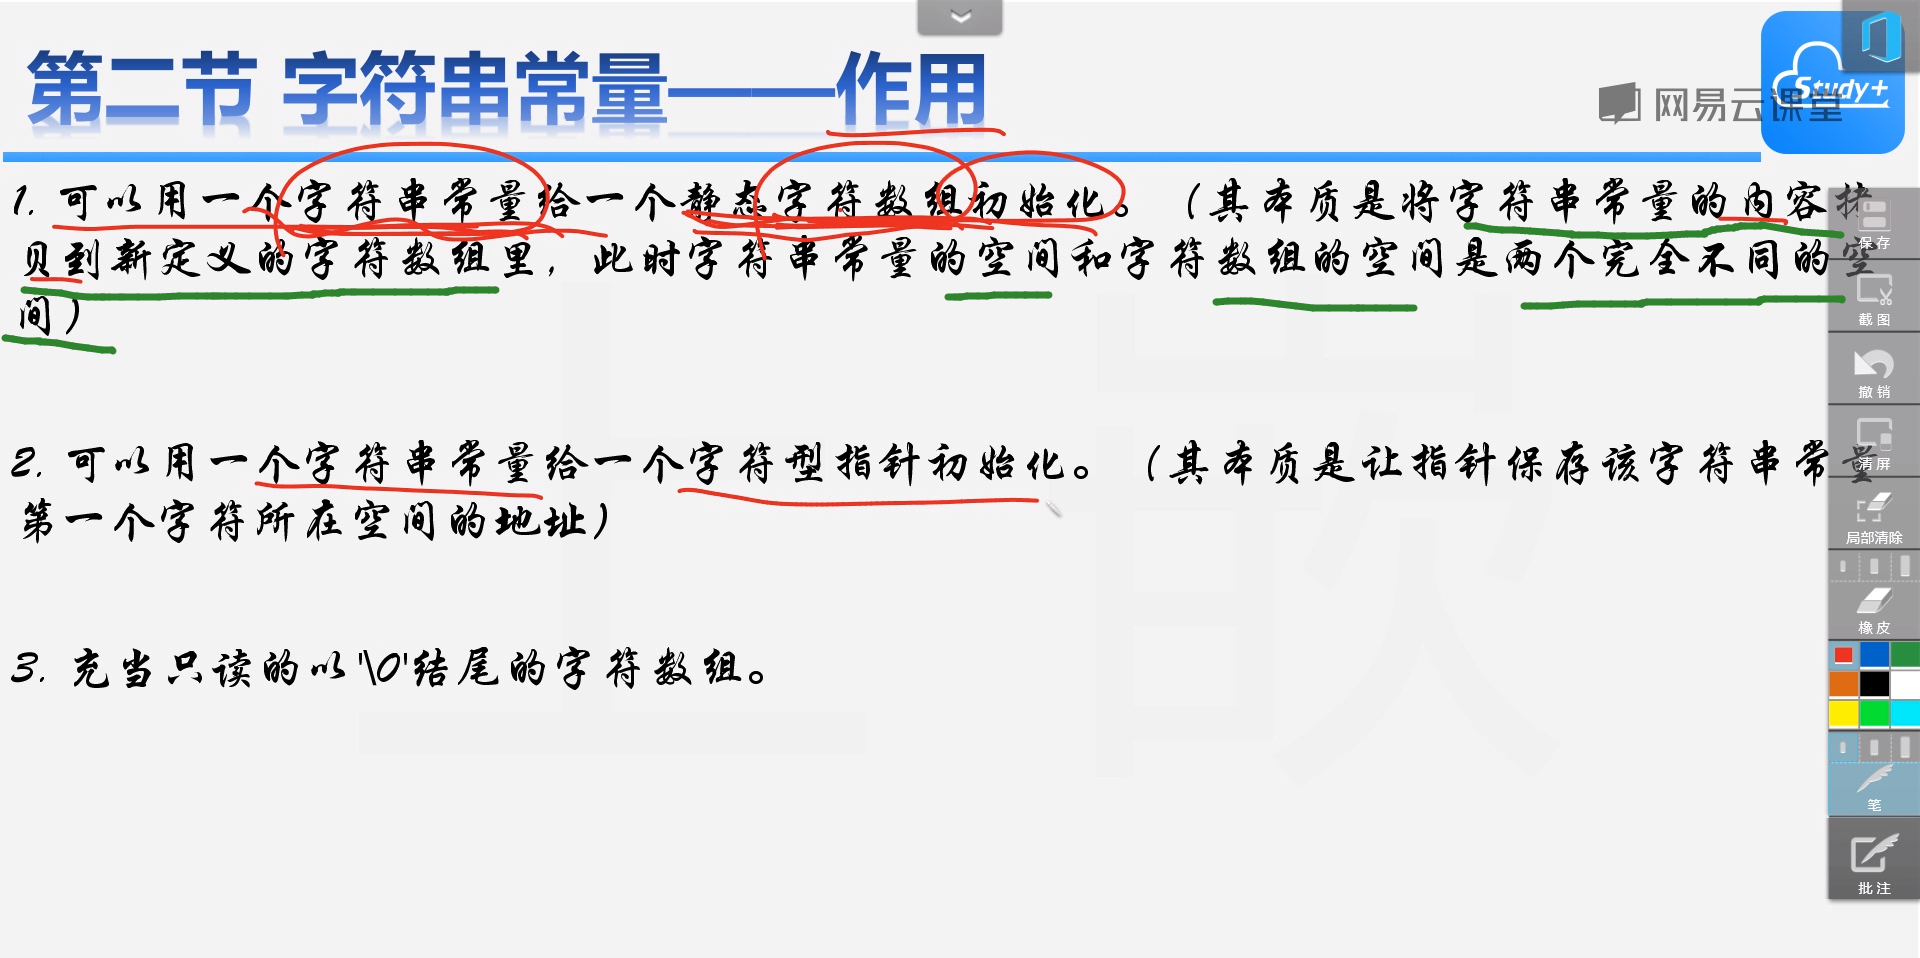 第二节 字符串常量——作用
网易云课堂
Study+
1. 可以用一个字符串常量给一个静态字符数组初始化。（其本质是将字符串常量的内容拷
贝到新定义的字符数组里，此时字符串常量的空间和字符数组的空间是两个完全不同的空
间）
2. 可以用一个字符串常量给一个字符型指针初始化。（其本质是让指针保存该字符串常量
第一个字符所在空间的地址）
3. 充当只读的以'\0'结尾的字符数组。
保存
截图
撤销
清屏
局部清除
橡皮
笔
批注